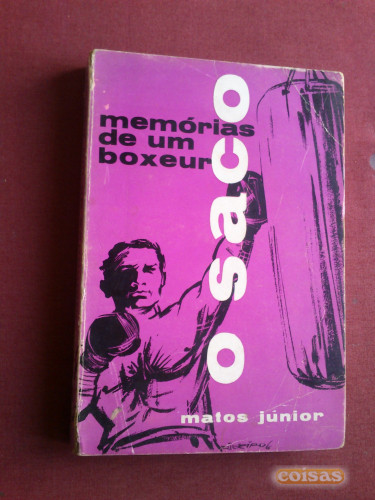 memórias
de um
boxeur
o saco
matos júnior
coisas